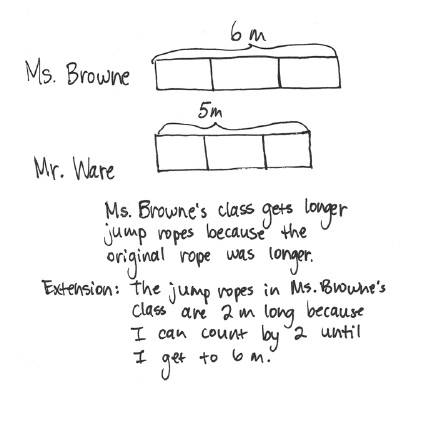 6 m
Ms. Browne
5m
Mr. Ware
Ms. Browne's class gets longer
jump ropes because the
original rope was longer.
Extension: The jump ropes in Ms. Browne's
class are 2 m long because
I can count by 2 until
I get to 6 m.